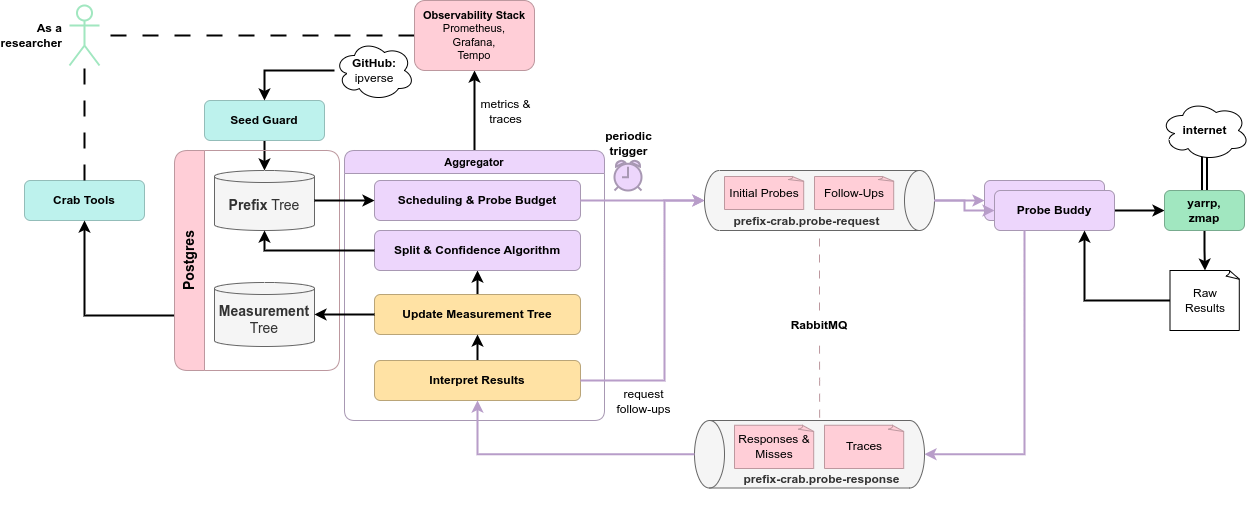 As a
researcher
Observability Stack
Prometheus,
Grafana,
Tempo
GitHub:
ipverse
Seed Guard
metrics &
traces
periodic
trigger
internet
Aggregator
Crab Tools
Postgres
Prefix Tree
Scheduling & Probe Budget
Initial Probes
Follow-Ups
prefix-crab.probe-request
Probe Buddy
yarrp,
zmap
Split & Confidence Algorithm
Measurement
Tree
Update Measurement Tree
RabbitMQ
Raw
Results
Interpret Results
request
follow-ups
Responses &
Misses
Traces
prefix-crab.probe-response